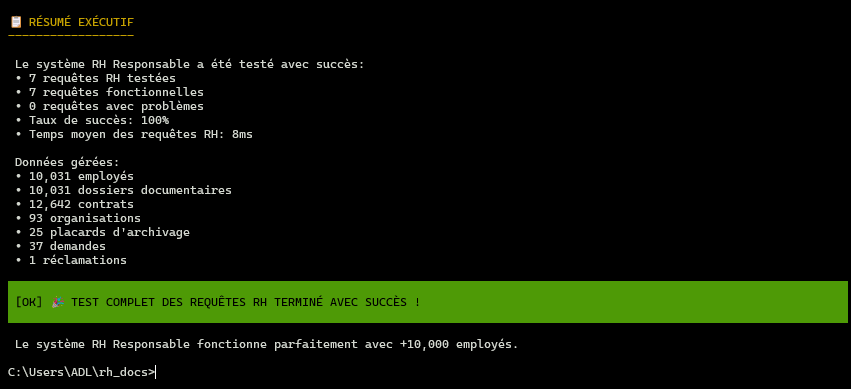 📋 RÉSUMÉ EXÉCUTIF
------------------
Le système RH Responsable a été testé avec succès:
• 7 requêtes RH testées
• 7 requêtes fonctionnelles
• 0 requêtes avec problèmes
• Taux de succès: 100%
• Temps moyen des requêtes RH: 8ms
Données gérées:
• 10,031 employés
• 10,031 dossiers documentaires
• 12,642 contrats
• 93 organisations
• 25 placards d'archivage
• 37 demandes
• 1 réclamations
[OK] 🎉 TEST COMPLET DES REQUÊTES RH TERMINÉ AVEC SUCCÈS !
Le système RH Responsable fonctionne parfaitement avec +10,000 employés.
C:\Users\ADL\rh_docs>